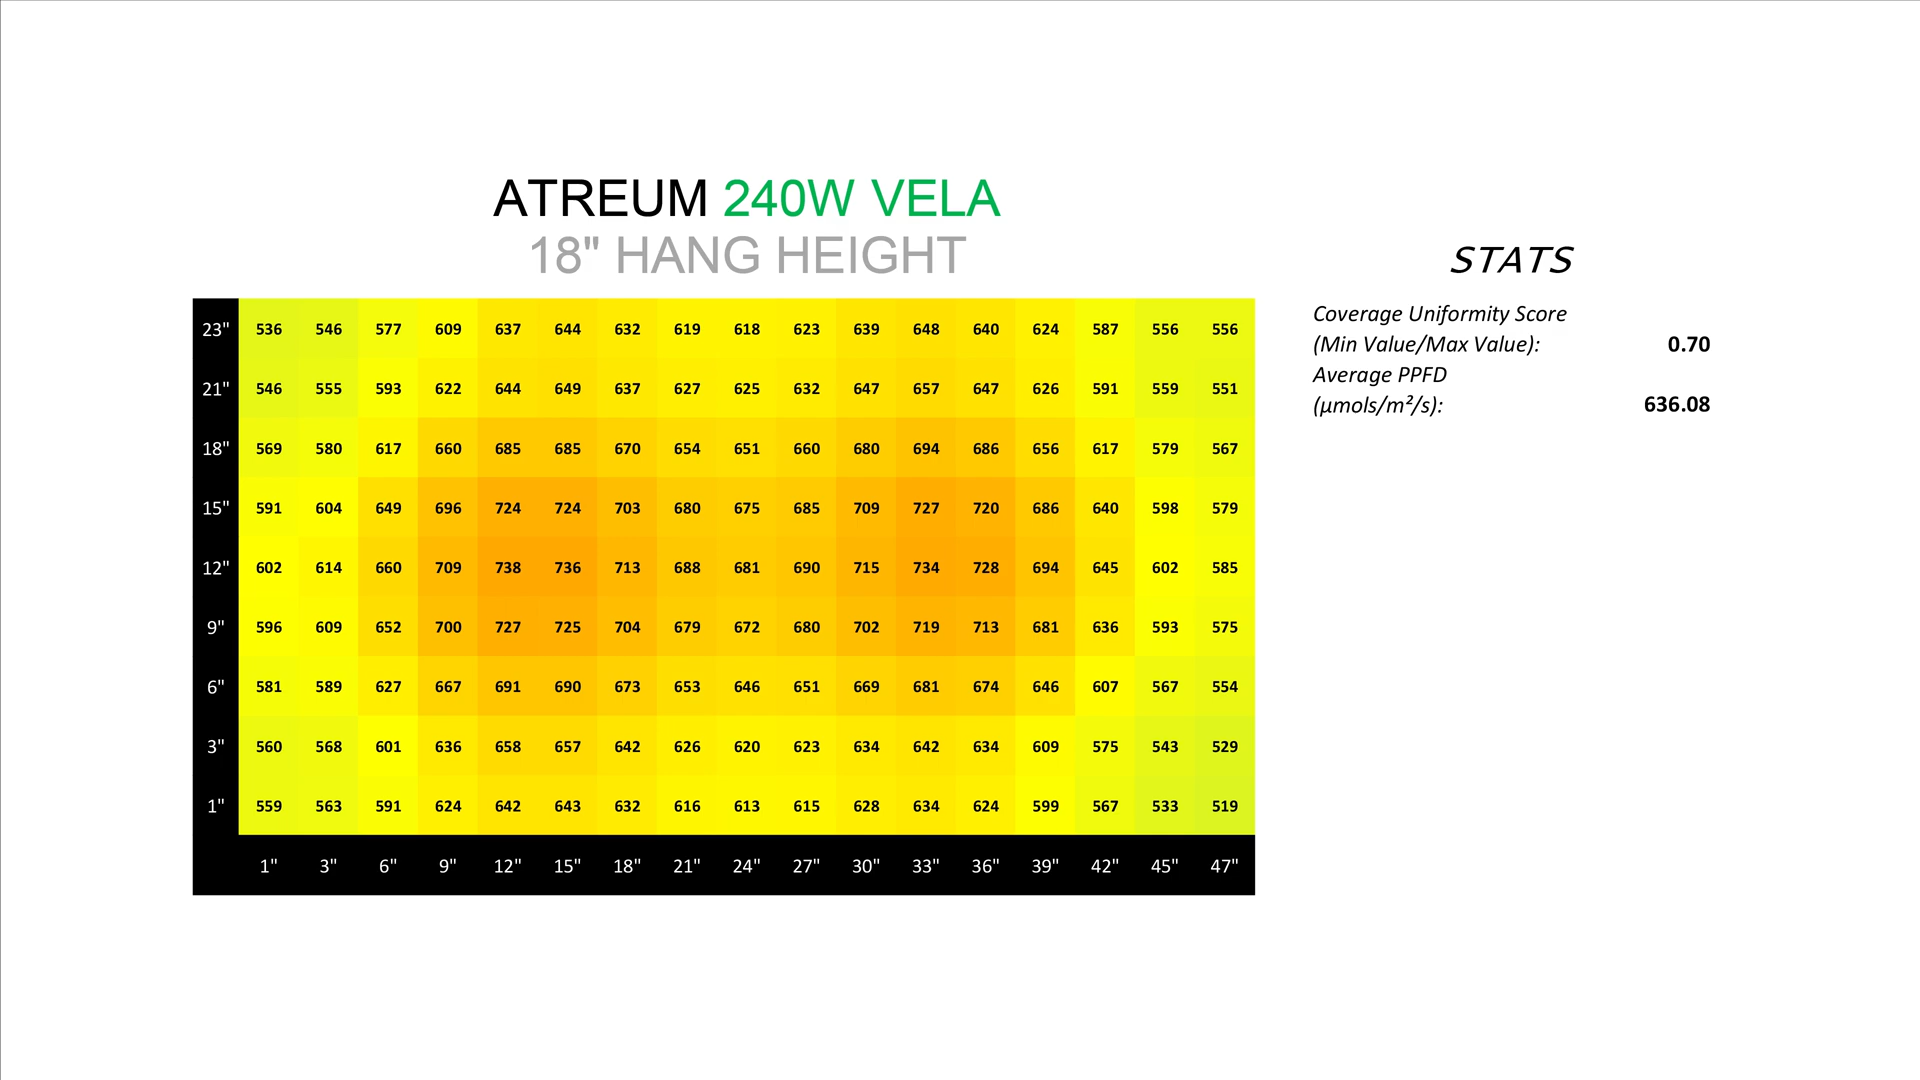 ATREUM 240W VELA
18" HANG HEIGHT
STATS
Coverage Uniformity Score
(Min Value/Max Value): 0.70
Average PPFD
(µmols/m²/s): 636.08
23" 536 546 577 609 637 644 632 619 618 623 639 648 640 624 587 556 556
21" 546 555 593 622 644 649 637 627 625 632 647 657 647 626 591 559 551
18" 569 580 617 660 685 685 670 654 651 660 680 694 686 656 617 579 567
15" 591 604 649 696 724 724 703 680 675 685 709 727 720 686 640 598 579
12" 602 614 660 709 738 736 713 688 681 690 715 734 728 694 645 602 585
9" 596 609 652 700 727 725 704 679 672 680 702 719 713 681 636 593 575
6" 581 589 627 667 691 690 673 653 646 651 669 681 674 646 607 567 554
3" 560 568 601 636 658 657 642 626 620 623 634 642 634 609 575 543 529
1" 559 563 591 624 642 643 632 616 613 615 628 634 624 599 567 533 519
1" 3" 6" 9" 12" 15" 18" 21" 24" 27" 30" 33" 36" 39" 42" 45" 47"